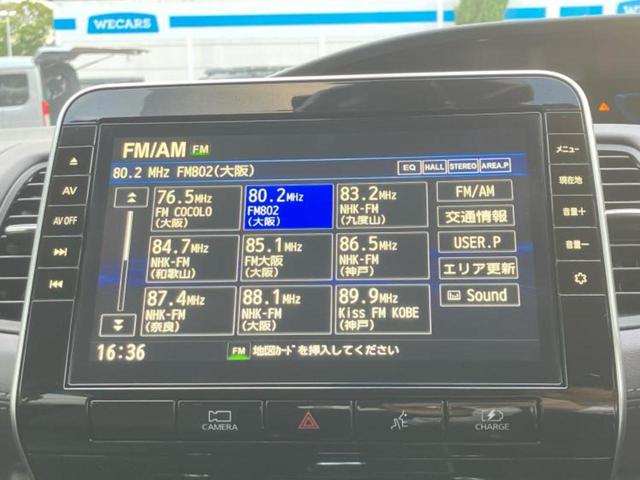 WECARS
WECARS
FM/AM FM
80.2 MHz FM802(大阪)
EQ HALL STEREO AREA.P
76.5MHz
FM COCOLO
(大阪)
80.2MHz
FM802
(大阪)
83.2MHz
NHK-FM
(九度山)
FM/AM
84.7MHz
NHK-FM
(和歌山)
85.1MHz
FM大阪
(大阪)
86.5MHz
NHK-FM
(神戸)
交通情報
USER.P
87.4MHz
NHK-FM
(奈良)
88.1MHz
NHK-FM
(大阪)
89.9MHz
Kiss FM KOBE
(神戸)
エリア更新
Sound
16:36
FM 地図ｶｰﾄﾞを挿入してください
AV
AV OFF
メニュー
現在地
音量+
音量-
CAMERA
CHARGE